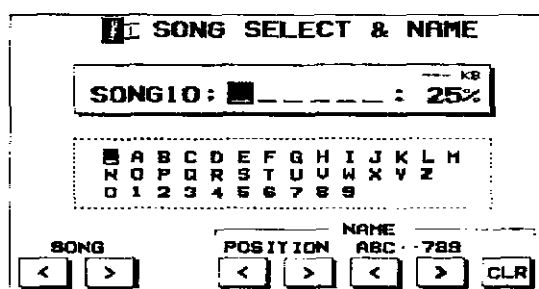 SONG SELECT & NAME
--- KB
SONG10: _ _ _ _ _ : 25%
A B C D E F G H I J K L M
N O P Q R S T U V W X Y Z
0 1 2 3 4 5 6 7 8 9
NAME
SONG POSITION ABC··789
< > < > < > CLR